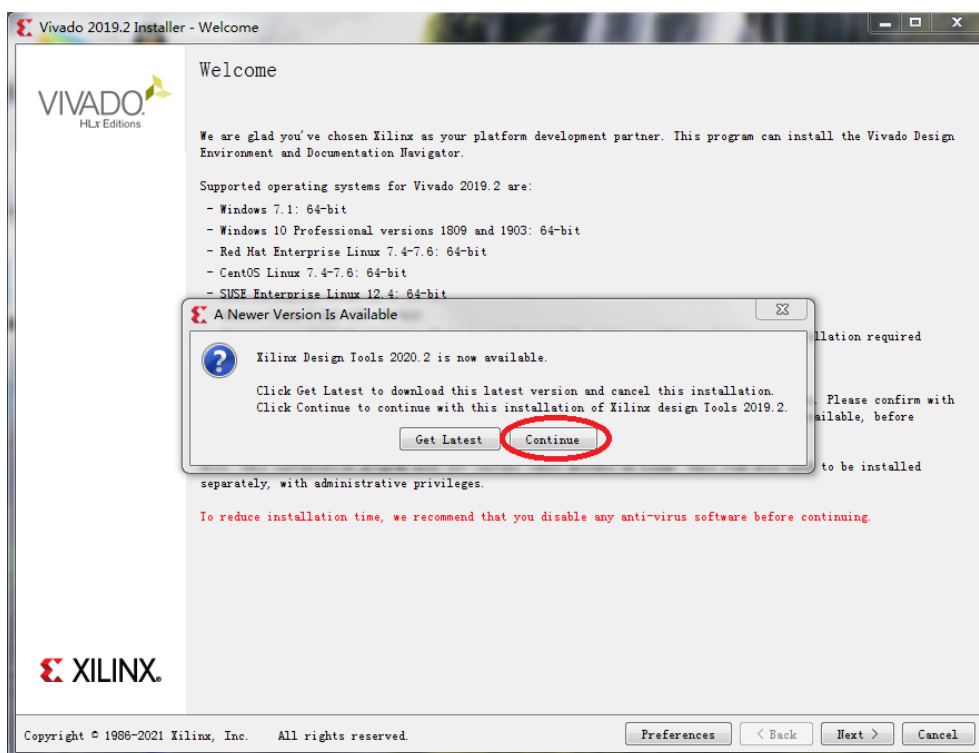 Vivado 2019.2 Installer - Welcome
VIVADO.
HLx Editions
Welcome
We are glad you've chosen Xilinx as your platform development partner. This program can install the Vivado Design
Environment and Documentation Navigator.
Supported operating systems for Vivado 2019.2 are:
- Windows 7.1: 64-bit
- Windows 10 Professional versions 1809 and 1903: 64-bit
- Red Hat Enterprise Linux 7.4-7.6: 64-bit
- CentOS Linux 7.4-7.6: 64-bit
- SUSE Enterprise Linux 12.4: 64-bit
A Newer Version Is Available
llation required
Xilinx Design Tools 2020.2 is now available.
Click Get Latest to download this latest version and cancel this installation.
. Please confirm with
Click Continue to continue with this installation of Xilinx design Tools 2019.2.
ailable, before
Get Latest
Continue
to be installed
separately, with administrative privileges.
To reduce installation time, we recommend that you disable any anti-virus software before continuing.
XILINX.
Copyright © 1986-2021 Xilinx, Inc. All rights reserved.
Preferences
< Back
Next >
Cancel